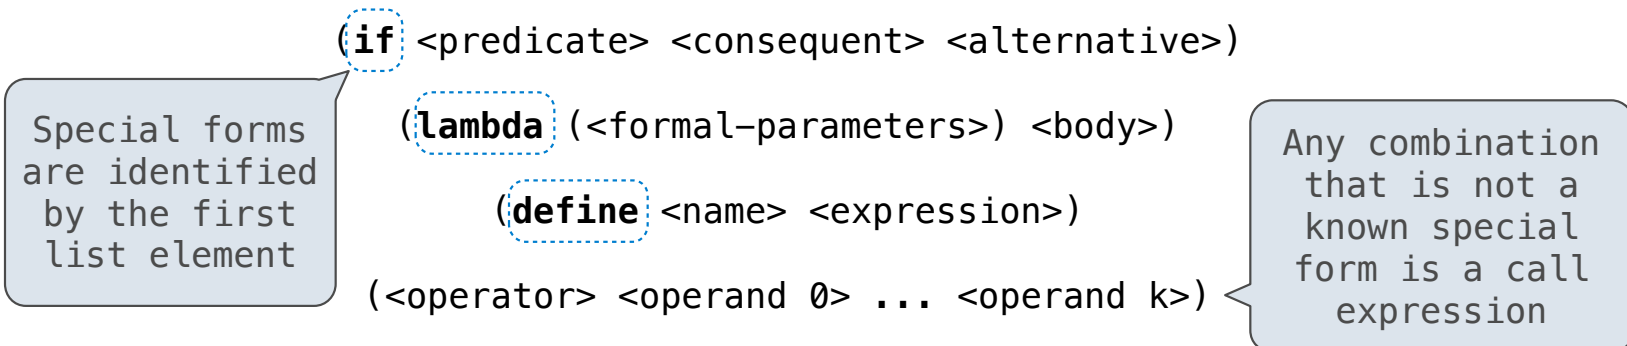 (if <predicate> <consequent> <alternative>)
Special forms
are identified
by the first
list element
(lambda (<formal-parameters>) <body>)
(define <name> <expression>)
(<operator> <operand 0> ... <operand k>)
Any combination
that is not a
known special
form is a call
expression